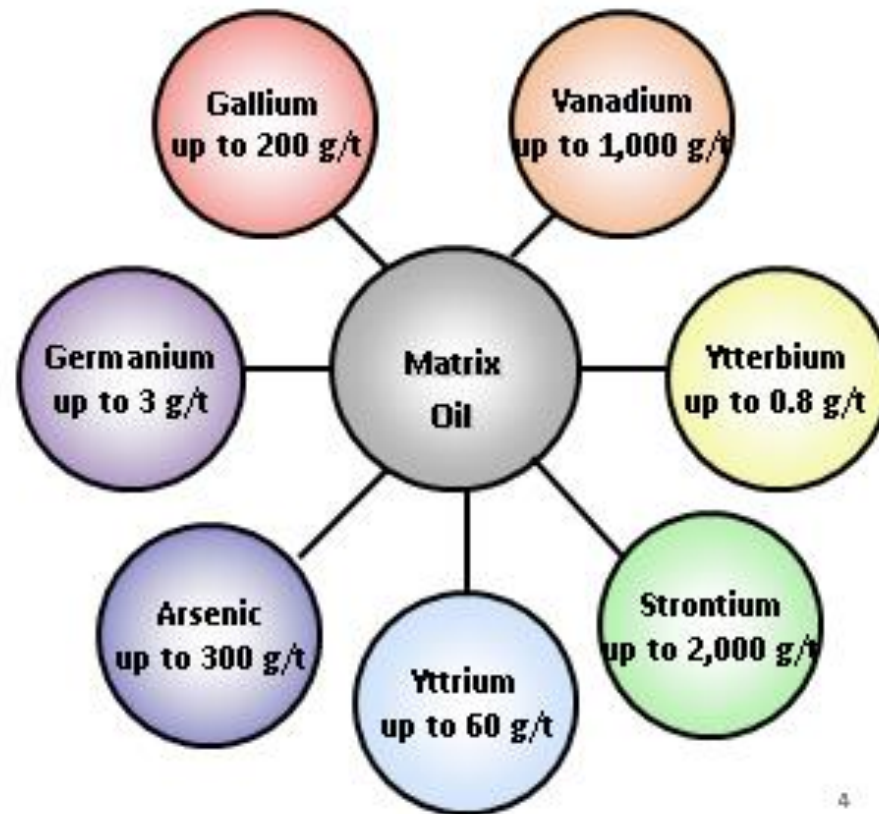 Gallium
up to 200 g/t
Vanadium
up to 1,000 g/t
Germanium
up to 3 g/t
Matrix
Oil
Ytterbium
up to 0.8 g/t
Arsenic
up to 300 g/t
Yttrium
up to 60 g/t
Strontium
up to 2,000 g/t
4